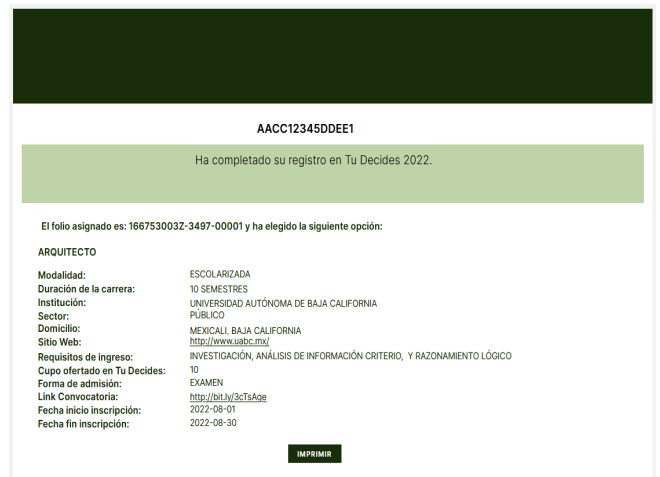 AACC12345DDEE1
Ha completado su registro en Tu Decides 2022.
El folio asignado es: 166753003Z-3497-00001 y ha elegido la siguiente opción:
ARQUITECTO
Modalidad: ESCOLARIZADA
Duración de la carrera: 10 SEMESTRES
Institución: UNIVERSIDAD AUTÓNOMA DE BAJA CALIFORNIA
Sector: PÚBLICO
Domicilio: MEXICALI, BAJA CALIFORNIA
Sitio Web: http://www.uabc.mx/
Requisitos de ingreso: INVESTIGACIÓN, ANÁLISIS DE INFORMACIÓN CRITERIO, Y RAZONAMIENTO LÓGICO
Cupo ofertado en Tu Decides: 10
Forma de admisión: EXAMEN
Link Convocatoria: http://bit.ly/3cTsAqe
Fecha inicio inscripción: 2022-08-01
Fecha fin inscripción: 2022-08-30
IMPRIMIR